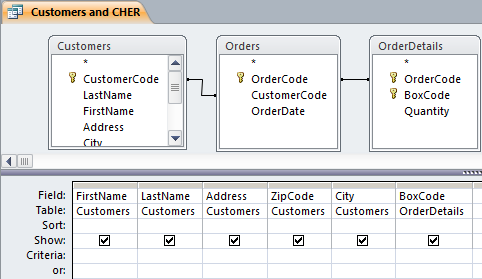 Customers and CHER
Customers
*
CustomerCode
LastName
FirstName
Address
City
Orders
*
OrderCode
CustomerCode
OrderDate
OrderDetails
*
OrderCode
BoxCode
Quantity
Field: FirstName LastName Address ZipCode City BoxCode
Table: Customers Customers Customers Customers Customers OrderDetails
Sort:
Show:
Criteria:
or: